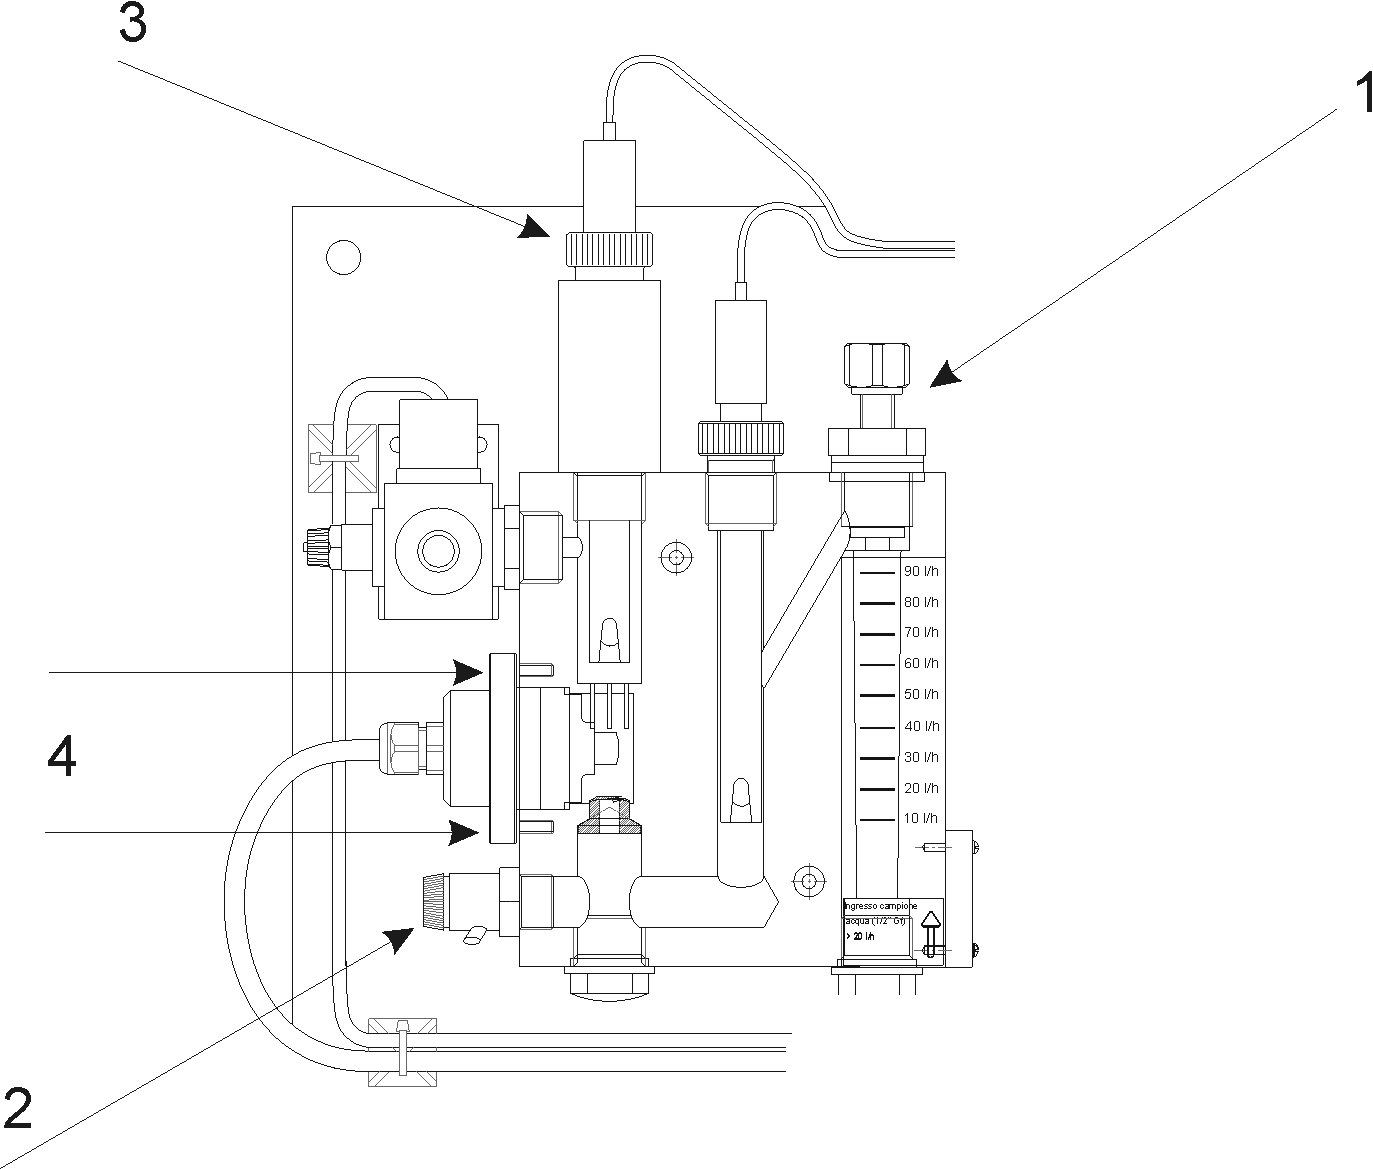 3
1
90 l/h
80 l/h
70 l/h
60 l/h
50 l/h
40 l/h
30 l/h
20 l/h
10 l/h
4
Ingresso campione
acqua (1/2" Gf)
> 20 l/h
2